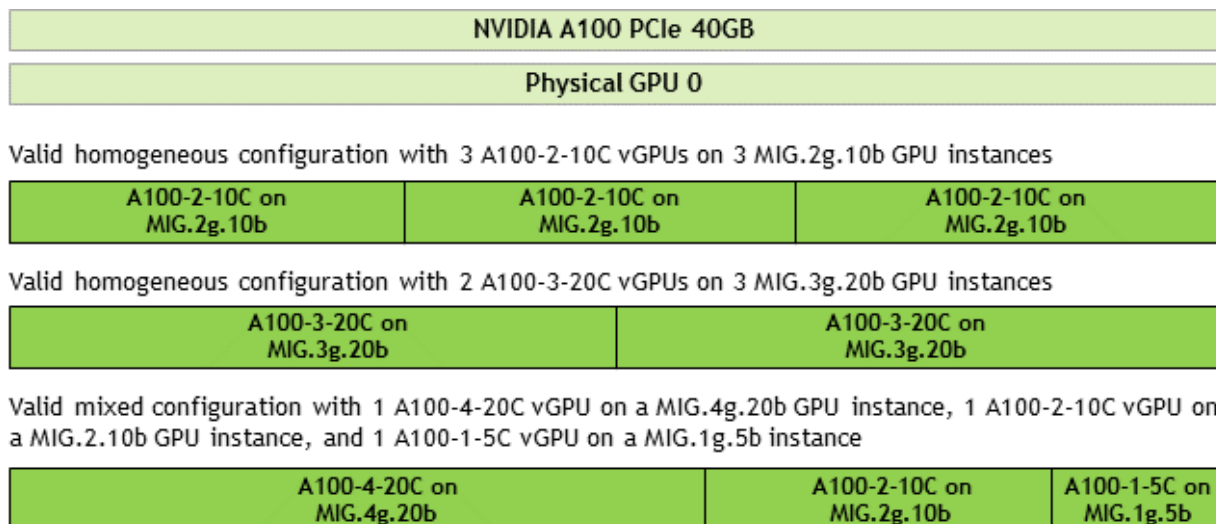 NVIDIA A100 PCIe 40GB
Physical GPU 0
Valid homogeneous configuration with 3 A100-2-10C vGPUs on 3 MIG.2g.10b GPU instances
A100-2-10C on
MIG.2g.10b
A100-2-10C on
MIG.2g.10b
A100-2-10C on
MIG.2g.10b
Valid homogeneous configuration with 2 A100-3-20C vGPUs on 3 MIG.3g.20b GPU instances
A100-3-20C on
MIG.3g.20b
A100-3-20C on
MIG.3g.20b
Valid mixed configuration with 1 A100-4-20C vGPU on a MIG.4g.20b GPU instance, 1 A100-2-10C vGPU on
a MIG.2.10b GPU instance, and 1 A100-1-5C vGPU on a MIG.1g.5b instance
A100-4-20C on
MIG.4g.20b
A100-2-10C on
MIG.2g.10b
A100-1-5C on
MIG.1g.5b